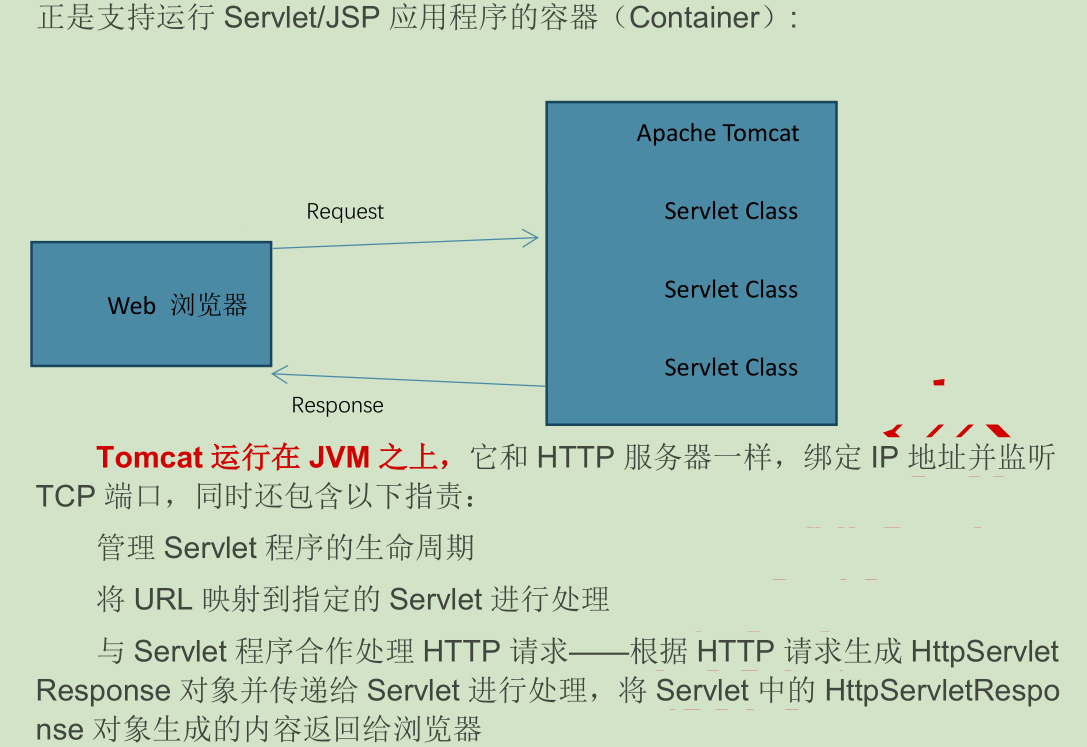 正是支持运行 Servlet/JSP 应用程序的容器（Container）:
Apache Tomcat
Request
Servlet Class
Servlet Class
Web 浏览器
Servlet Class
Response
Tomcat 运行在 JVM 之上，它和 HTTP 服务器一样，绑定 IP 地址并监听
TCP 端口，同时还包含以下指责：
管理 Servlet 程序的生命周期
将 URL 映射到指定的 Servlet 进行处理
与 Servlet 程序合作处理 HTTP 请求——根据 HTTP 请求生成 HttpServlet
Response 对象并传递给 Servlet 进行处理，将 Servlet 中的 HttpServletRespo
nse 对象生成的内容返回给浏览器